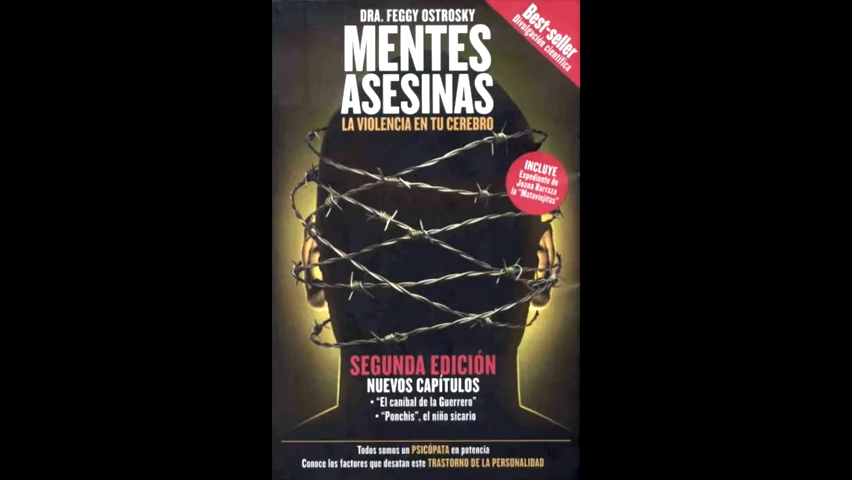 DRA. FEGGY OSTROSKY
MENTES
ASESINAS
LA VIOLENCIA EN TU CEREBRO
Best-seller
Divulgación científica
INCLUYE
Expediente de
Juana Barraza
la "Mataviejitas"
SEGUNDA EDICIÓN
NUEVOS CAPÍTULOS
• "El caníbal de la Guerrero"
• "Ponchis", el niño sicario
Todos somos un PSICÓPATA en potencia
Conoce los factores que desatan este TRASTORNO DE LA PERSONALIDAD